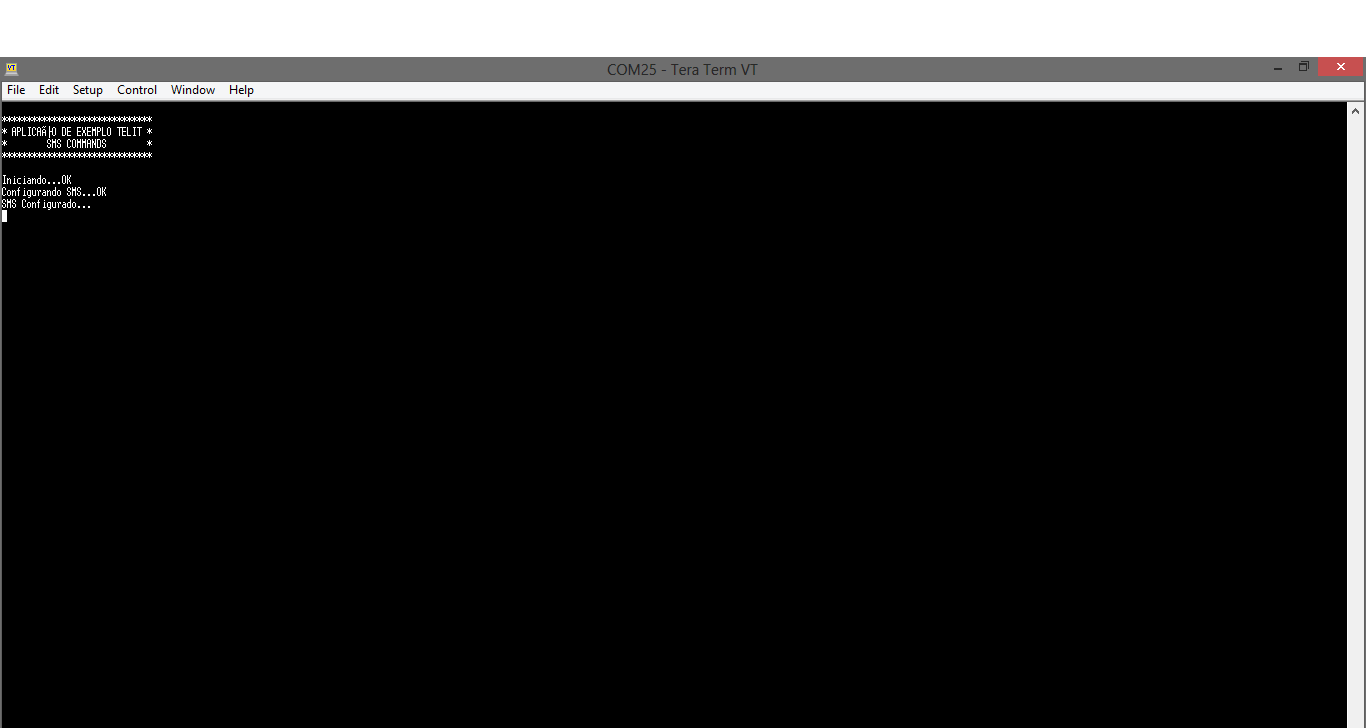 COM25 - Tera Term VT
File Edit Setup Control Window Help
******************************
* APLICAÃ├O DE EXEMPLO TELIT *
* SMS COMMANDS *
******************************
Iniciando...OK
Configurando SMS...OK
SMS Configurado...